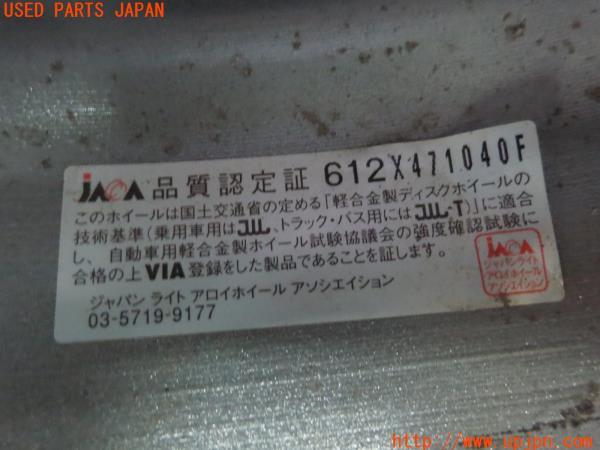 USED PARTS JAPAN
JAWA 品質認定証 612X471040F
このホイールは国土交通省の定める「軽合金製ディスクホイールの
技術基準(乗用車用はJWL、トラック・バス用にはJWL-T)」に適合
し、自動車用軽合金製ホイール試験協議会の強度確認試験に
合格の上VIA登録をした製品であることを証します。
ジャパン ライト アロイホイール アソシエイション
03-5719-9177
JAWA
ジャパンライト
アロイホイール
アソシエイション
http://www.upjpn.com/